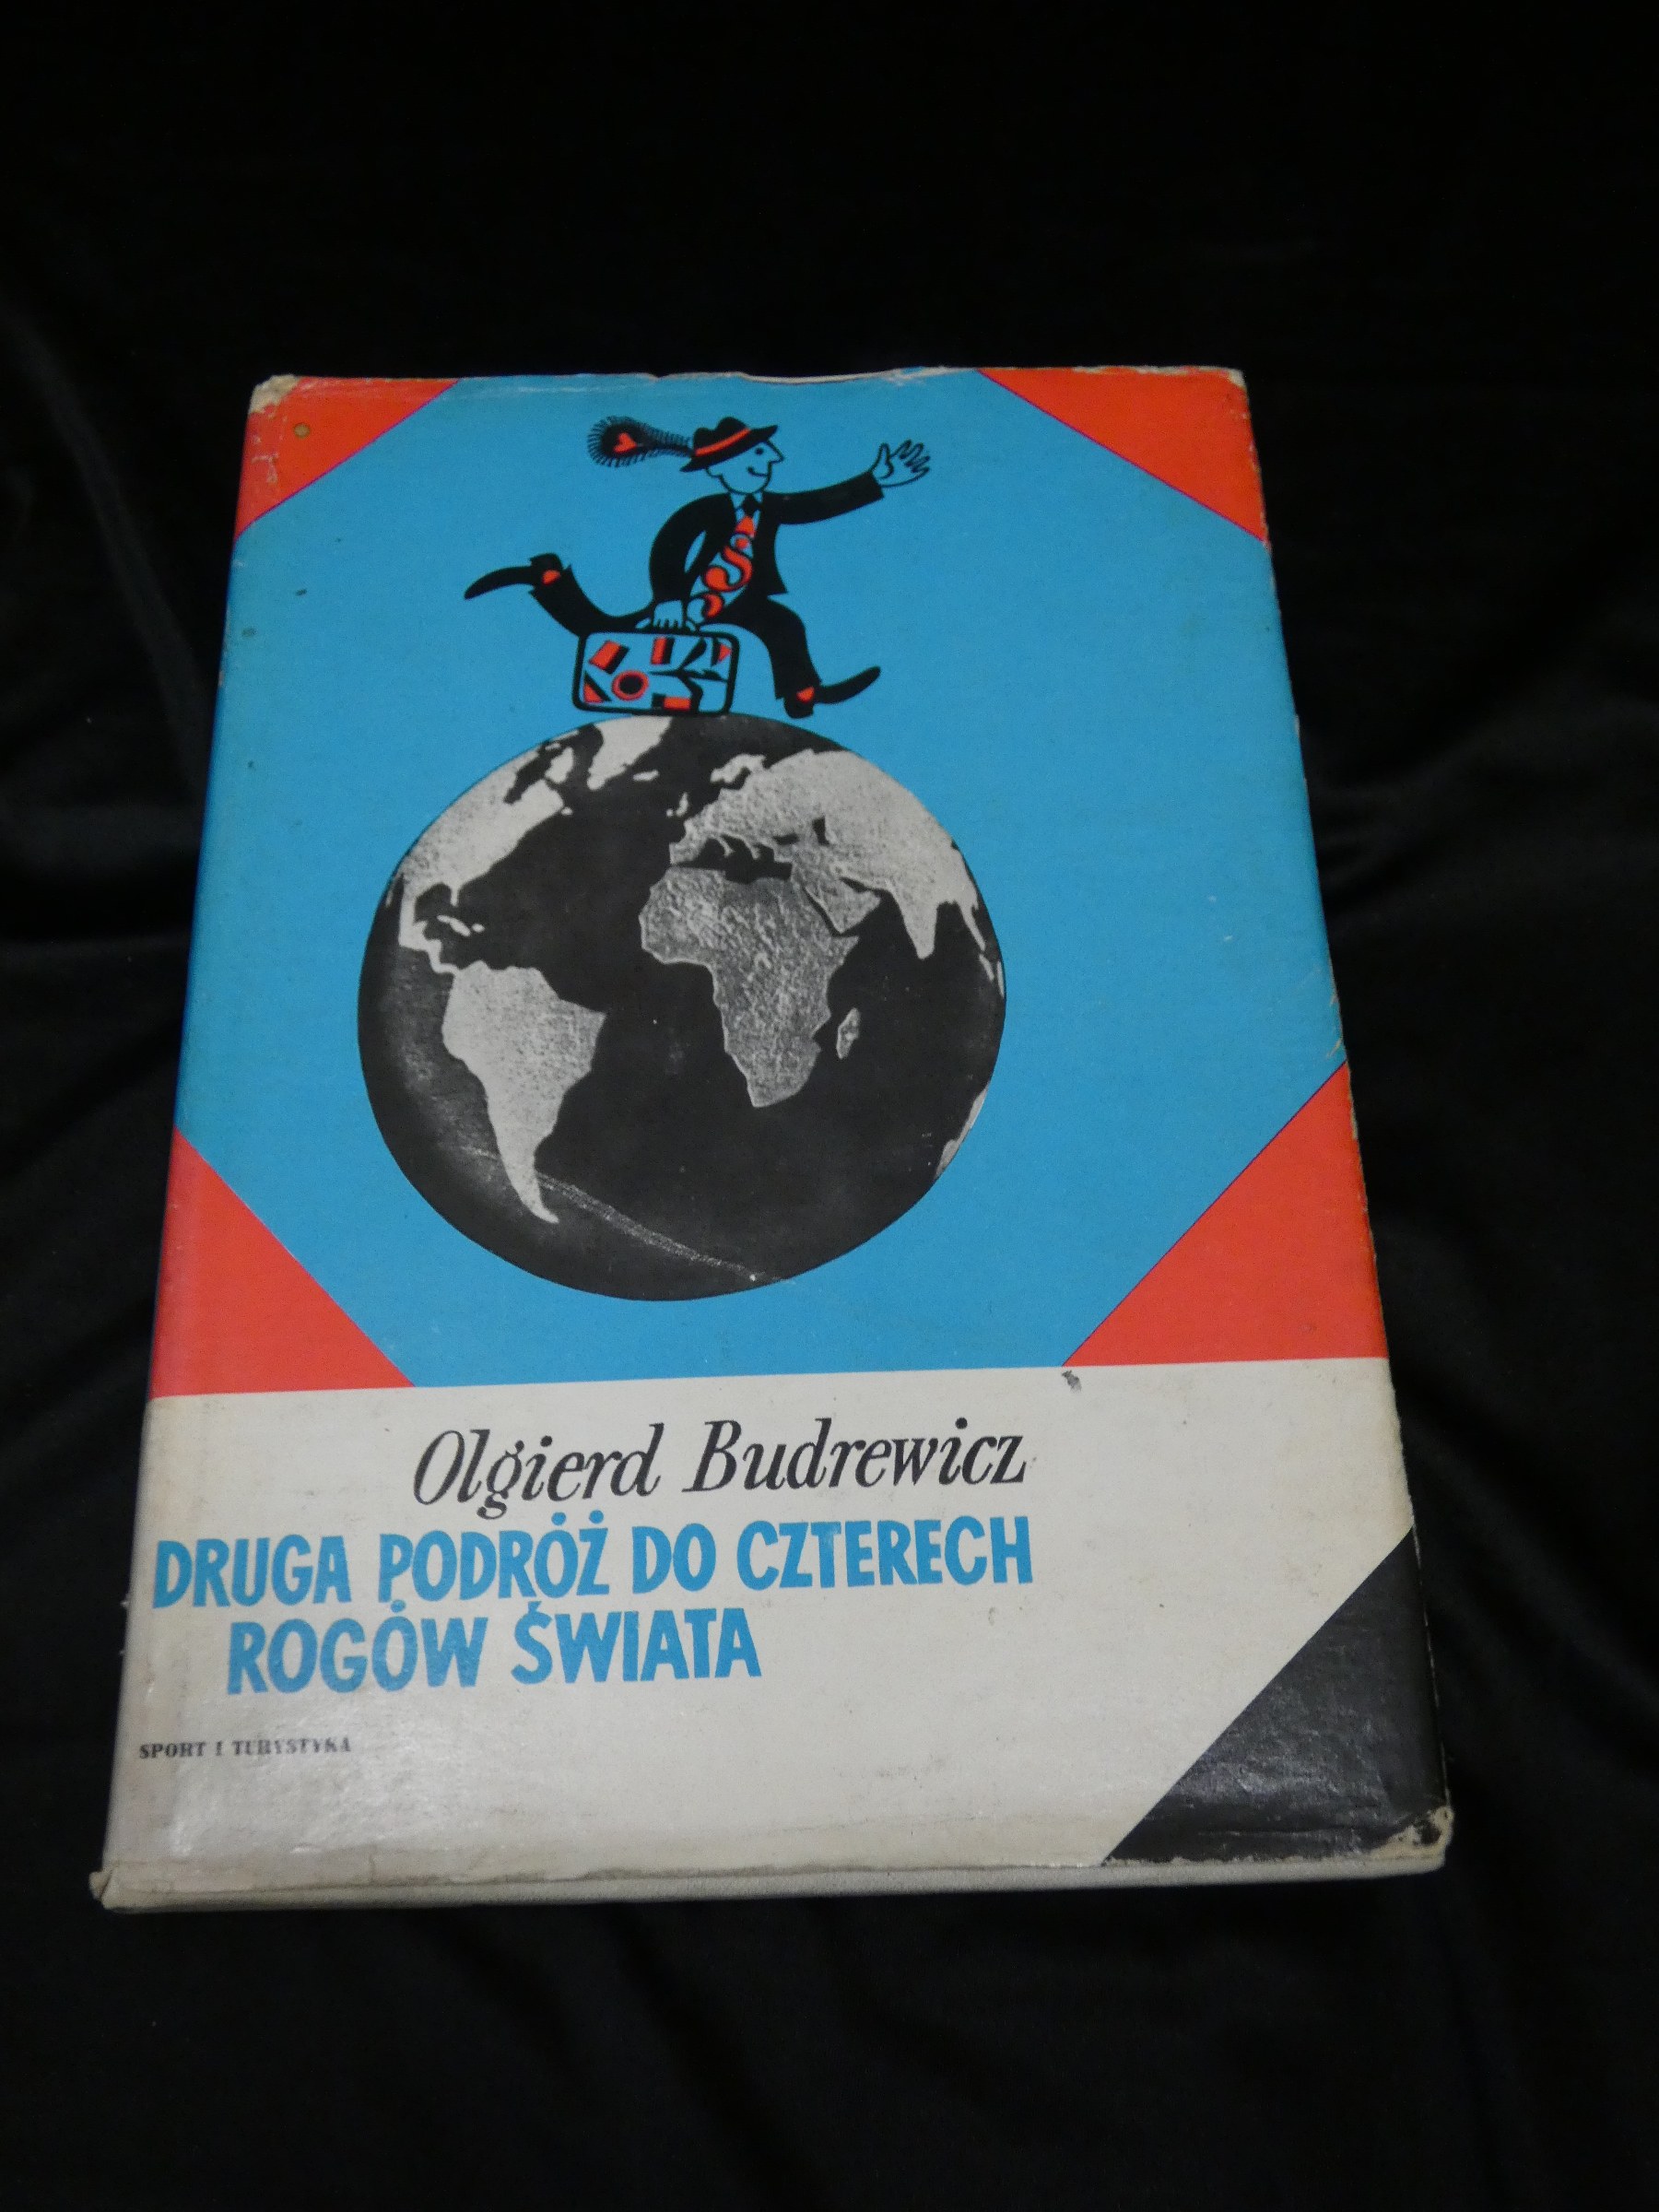 Olgierd Budrewicz
DRUGA PODRÓŻ DO CZTERECH
ROGÓW ŚWIATA
SPORT I TURYSTYKA